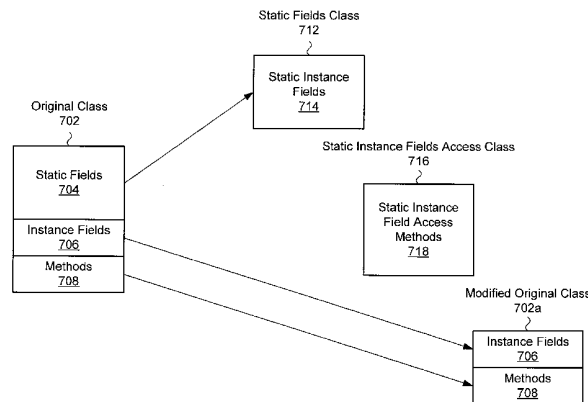 Static Fields Class
712
Static Instance
Fields
714
Original Class
702
Static Fields
704
Instance Fields
706
Methods
708
Static Instance Fields Access Class
716
Static Instance
Field Access
Methods
718
Modified Original Class
702a
Instance Fields
706
Methods
708